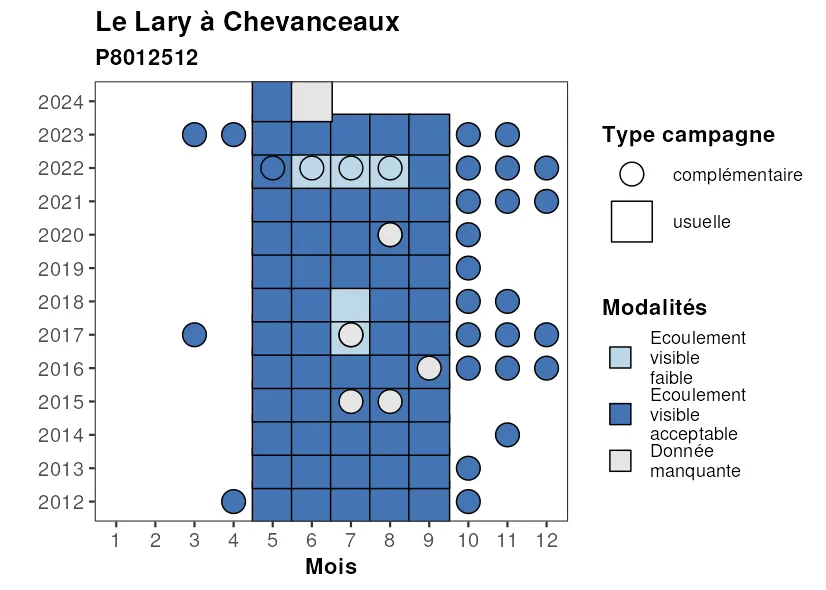 Le Lary à Chevanceaux
P8012512
2024
2023
2022
2021
2020
2019
2018
2017
2016
2015
2014
2013
2012
1 2 3 4 5 6 7 8 9 10 11 12
Mois
Type campagne
complémentaire
usuelle
Modalités
Ecoulement
visible
faible
Ecoulement
visible
acceptable
Donnée
manquante